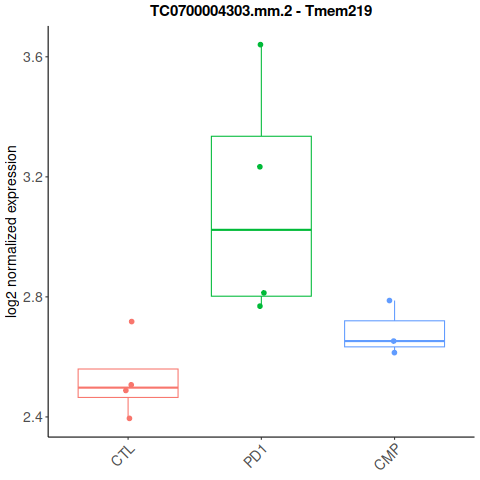 TC0700004303.mm.2 - Tmem219
log2 normalized expression
3.6
3.2
2.8
2.4
CTL
PD1
CMP